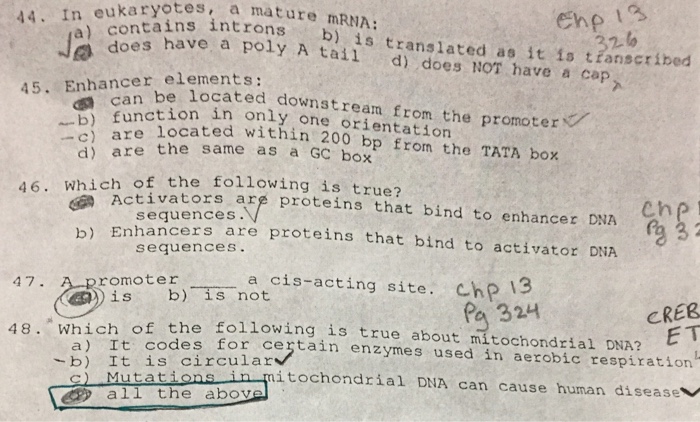 44. In eukaryotes, a mature mRNA:
a) contains introns b) is translated as it is transcribed
does have a poly A tail d) does NOT have a cap
chp 13
326
45. Enhancer elements:
can be located downstream from the promoter
b) function in only one orientation
c) are located within 200 bp from the TATA box
d) are the same as a GC box
46. Which of the following is true?
Activators are proteins that bind to enhancer DNA
sequences.
b) Enhancers are proteins that bind to activator DNA
sequences.
chp
Pg 3
47. A promoter ____ a cis-acting site.
is b) is not
chp 13
Pg 324
CREB
ET
48. Which of the following is true about mitochondrial DNA?
a) It codes for certain enzymes used in aerobic respiration
b) It is circular
c) Mutations in mitochondrial DNA can cause human disease
all the above